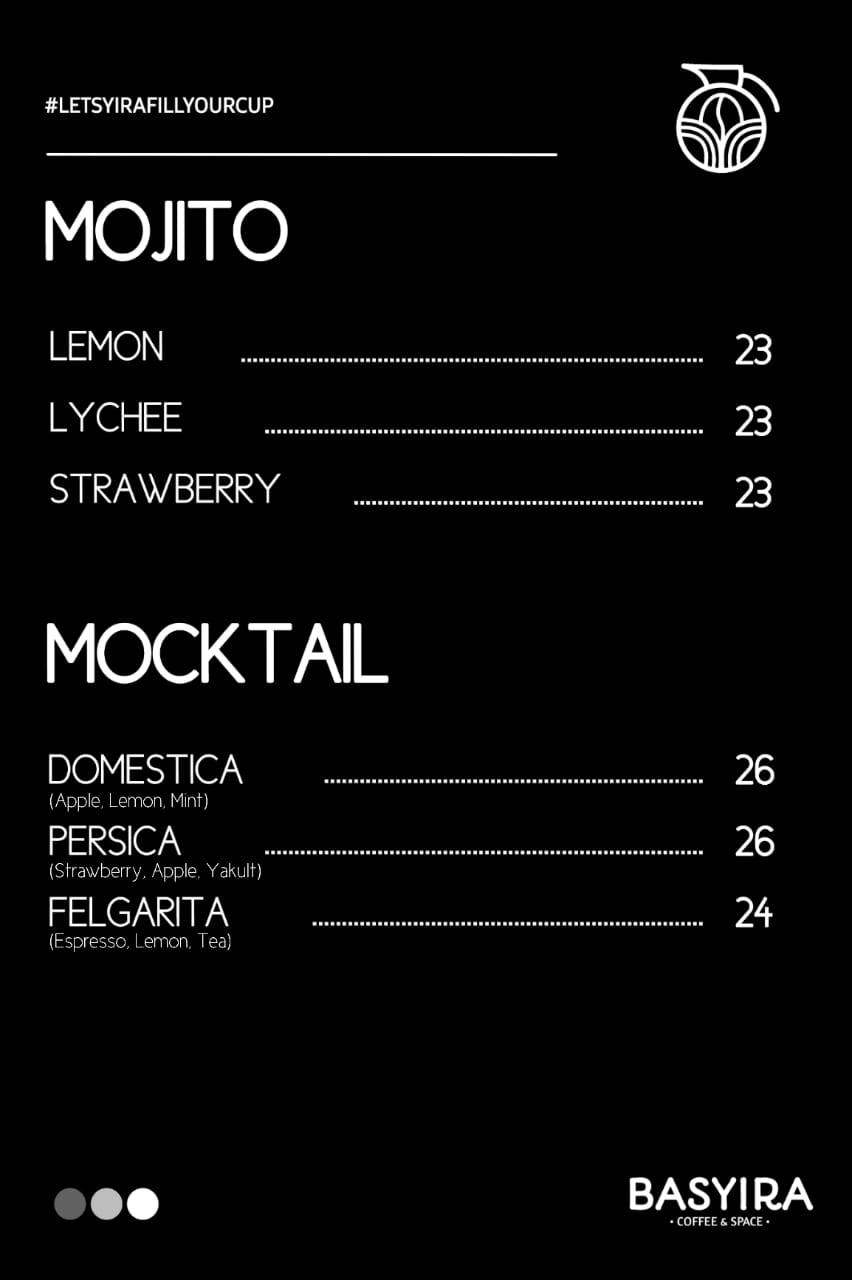 #LETSYIRAFILLYOURCUP
MOJITO
LEMON ........................ 23
LYCHEE ........................ 23
STRAWBERRY ........................ 23
MOCKTAIL
DOMESTICA ........................ 26
(Apple, Lemon, Mint)
PERSICA ........................ 26
(Strawberry, Apple, Yakult)
FELGARITA ........................ 24
(Espresso, Lemon, Tea)
BASYIRA
• COFFEE & SPACE •